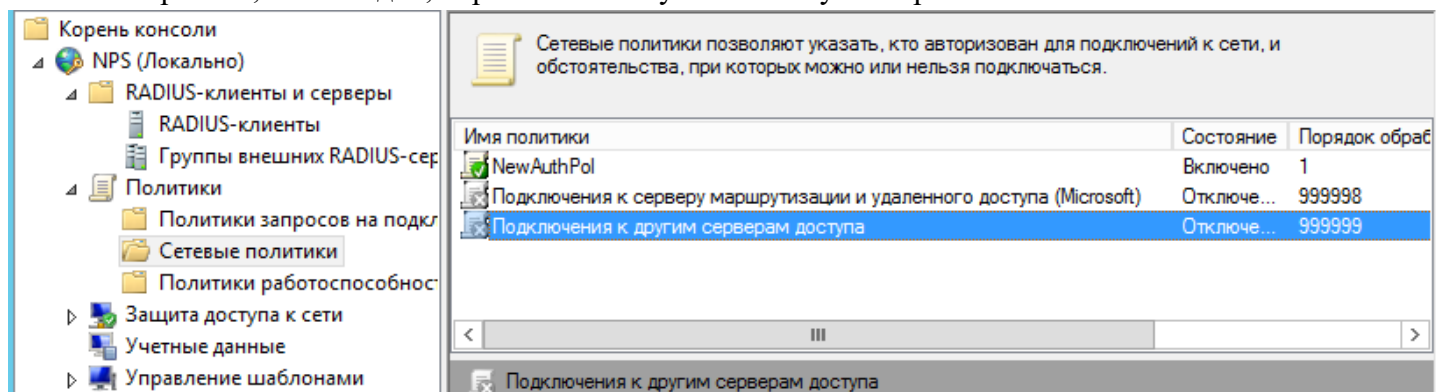 Корень консоли
NPS (Локально)
RADIUS-клиенты и серверы
RADIUS-клиенты
Группы внешних RADIUS-сер
Политики
Политики запросов на подкл
Сетевые политики
Политики работоспособнос
Защита доступа к сети
Учетные данные
Управление шаблонами
Сетевые политики позволяют указать, кто авторизован для подключений к сети, и
обстоятельства, при которых можно или нельзя подключаться.
Имя политики Состояние Порядок обраб
NewAuthPol Включено 1
Подключения к серверу маршрутизации и удаленного доступа (Microsoft) Отключе... 999998
Подключения к другим серверам доступа Отключе... 999999
Подключения к другим серверам доступа